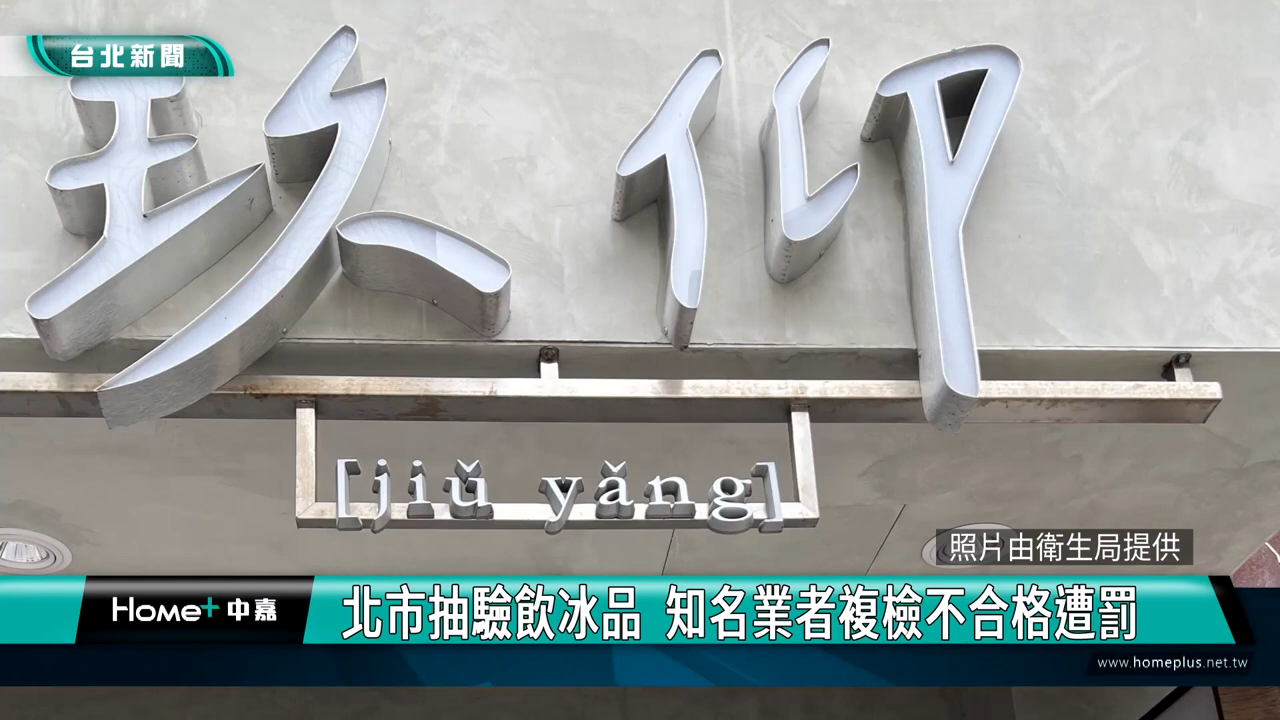 台北新聞
玖仰
[jiǔ yǎng]
照片由衛生局提供
Home+中嘉
北市抽驗飲冰品 知名業者複檢不合格遭罰
www.homeplus.net.tw